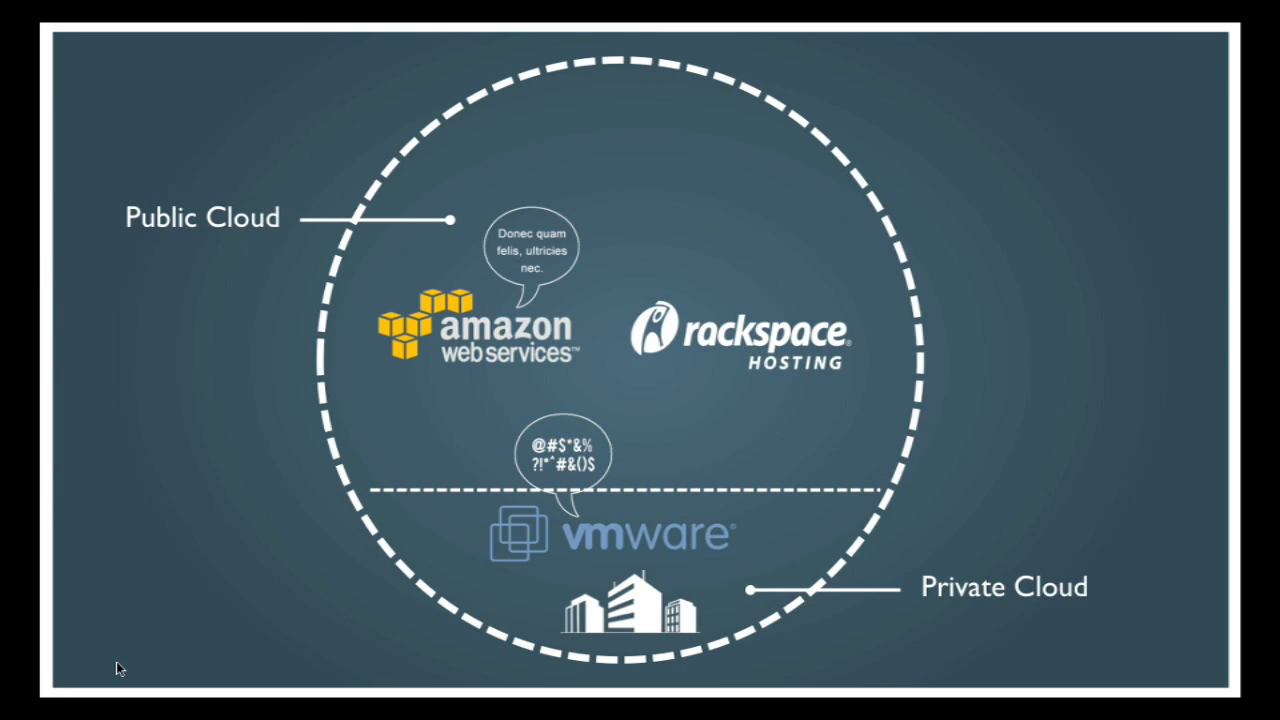 Public Cloud
Donec quam
felis, ultricies
nec.
amazon
web services™
rackspace®
HOSTING
@#$*&%
?!*ˆ#&()$
vmware®
Private Cloud